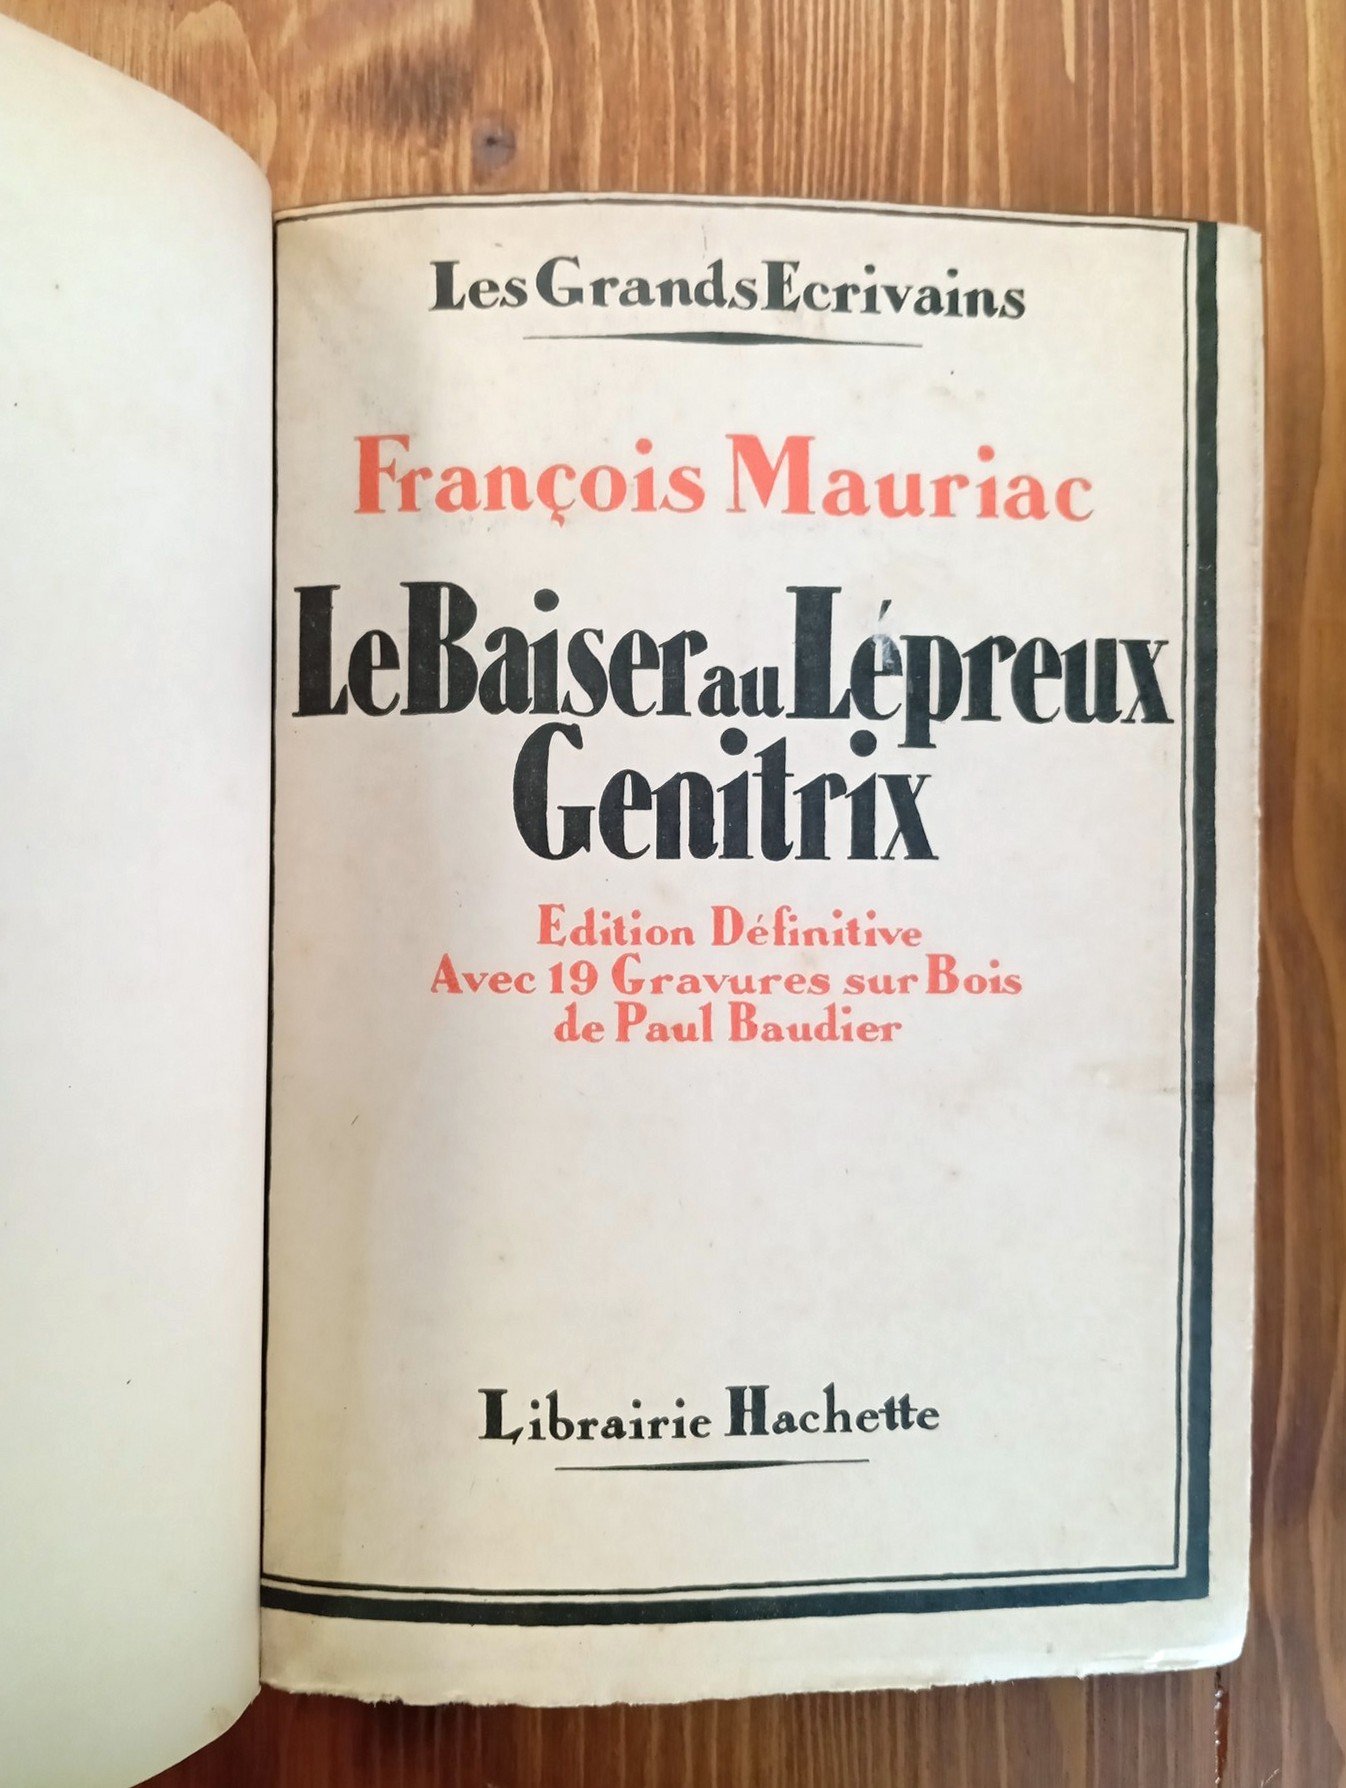 Les Grands Ecrivains
François Mauriac
Le Baiser au Lépreux
Genitrix
Edition Définitive
Avec 19 Gravures sur Bois
de Paul Baudier
Librairie Hachette